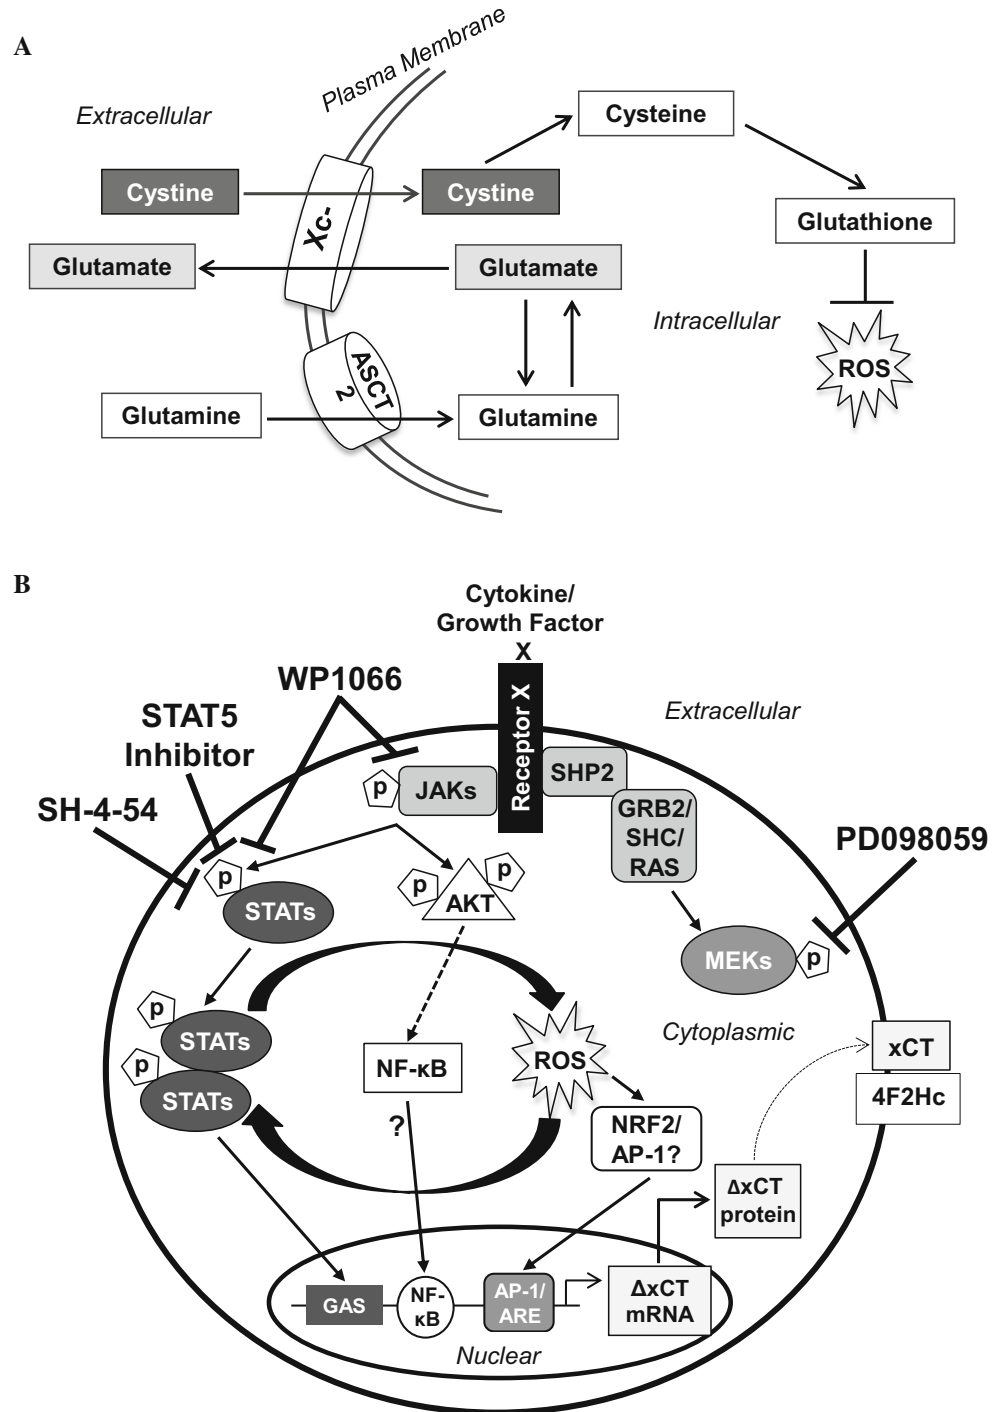 A
Plasma Membrane
Extracellular
Cysteine
Cystine
Cystine
Xc-
Glutathione
Glutamate
Glutamate
Intracellular
ROS
ASCT
2
Glutamine
Glutamine
B
Cytokine/
Growth Factor
X
WP1066
Receptor X
Extracellular
STAT5
Inhibitor
SHP2
p
JAKs
SH-4-54
GRB2/
SHC/
RAS
PD098059
p
p
p
STATs
AKT
MEKs
p
p
Cytoplasmic
STATs
ROS
xCT
p
NF-κB
STATs
4F2Hc
?
NRF2/
AP-1?
ΔxCT
protein
GAS
NF-
κB
AP-1/
ARE
ΔxCT
mRNA
Nuclear